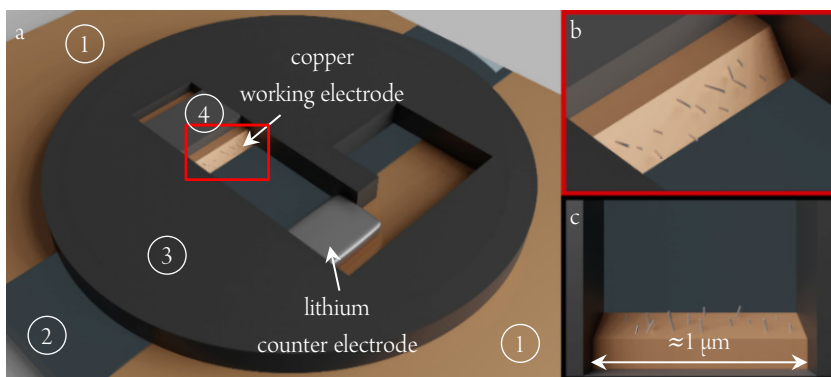 a
1
copper
working electrode
4
3
2
lithium
counter electrode
1
b
c
≈1 μm